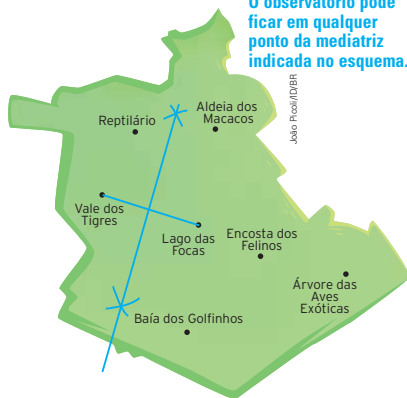 O observatório pode
ficar em qualquer
ponto da mediatriz
indicada no esquema.
João Picoli/ID/BR
Reptilário
Aldeia dos
Macacos
Vale dos
Tigres
Lago das
Focas
Encosta dos
Felinos
Árvore das
Aves
Exóticas
Baía dos Golfinhos